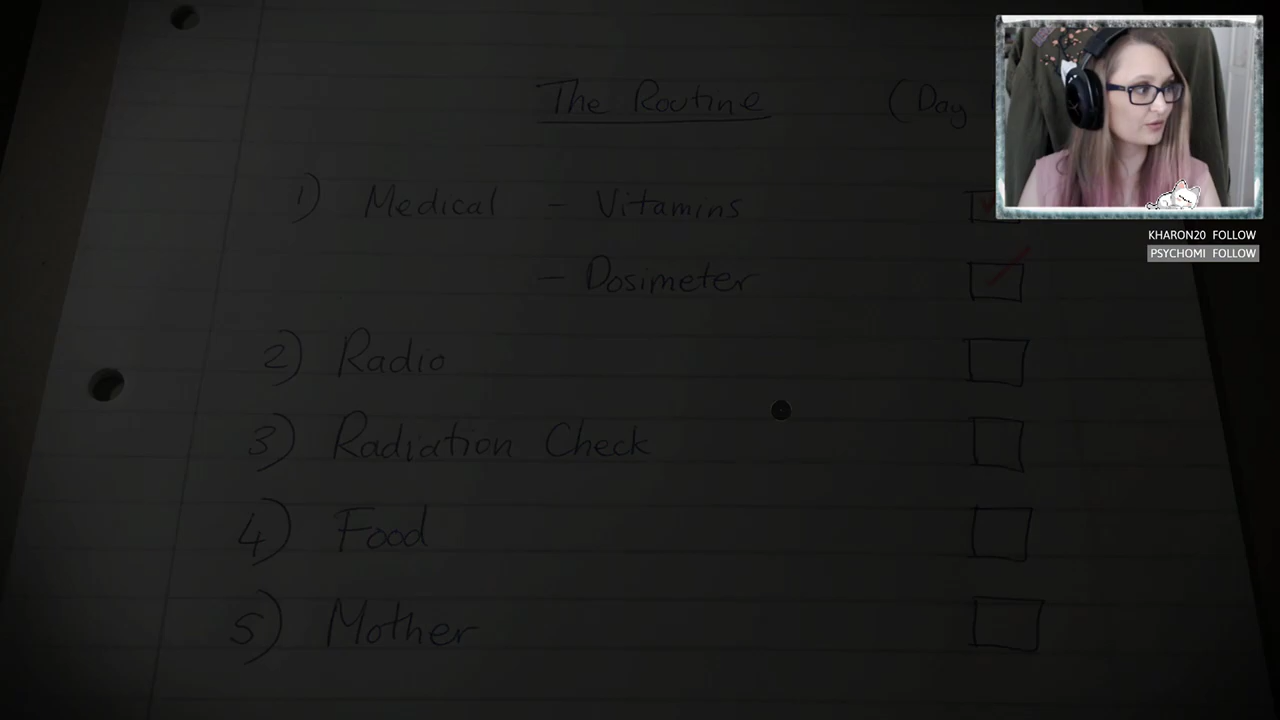 The Routine (Day
1) Medical - Vitamins
- Dosimeter
2) Radio
3) Radiation Check
4) Food
5) Mother
KHARON20 FOLLOW
PSYCHOMI FOLLOW